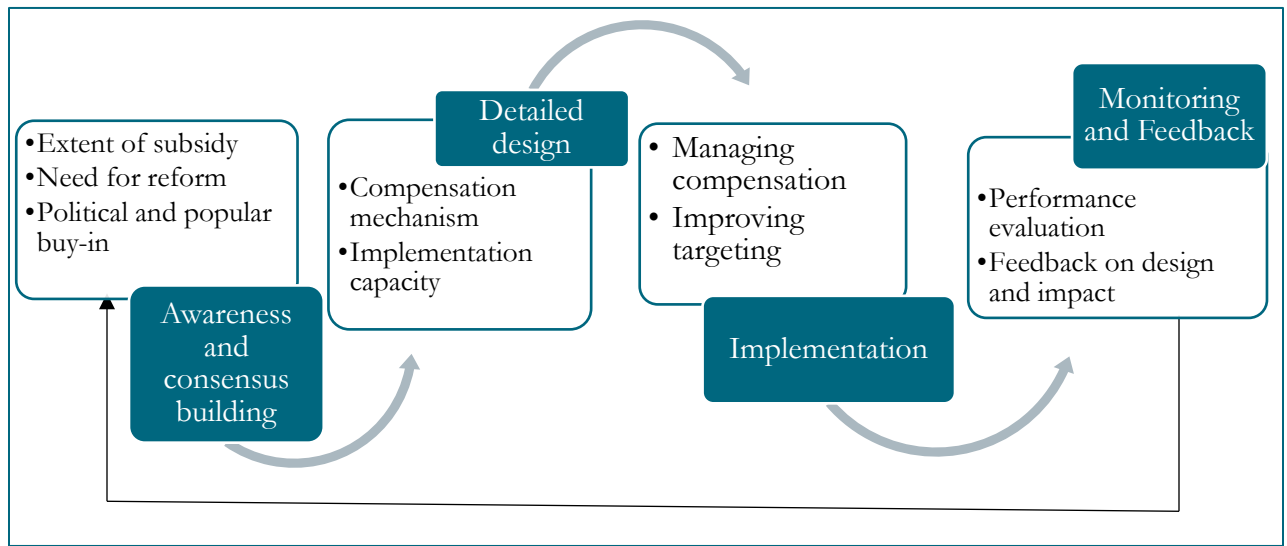 •Extent of subsidy
•Need for reform
•Political and popular
buy-in
Awareness
and
consensus
building
Detailed
design
•Compensation
mechanism
•Implementation
capacity
• Managing
compensation
• Improving
targeting
Implementation
Monitoring
and Feedback
•Performance
evaluation
•Feedback on design
and impact